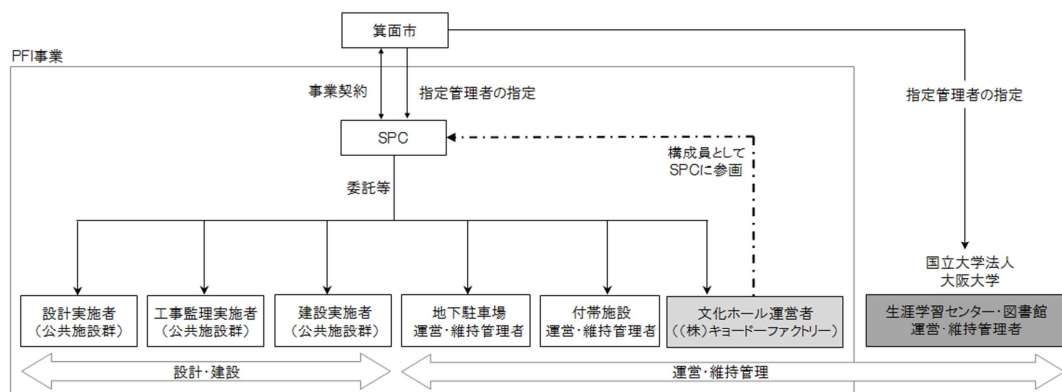 箕面市
PFI事業
事業契約
指定管理者の指定
指定管理者の指定
SPC
構成員として
SPCに参画
委託等
国立大学法人
大阪大学
設計実施者
（公共施設群）
工事監理実施者
（公共施設群）
建設実施者
（公共施設群）
地下駐車場
運営・維持管理者
付帯施設
運営・維持管理者
文化ホール運営者
（（株）キョードーファクトリー）
生涯学習センター・図書館
運営・維持管理者
設計・建設
運営・維持管理